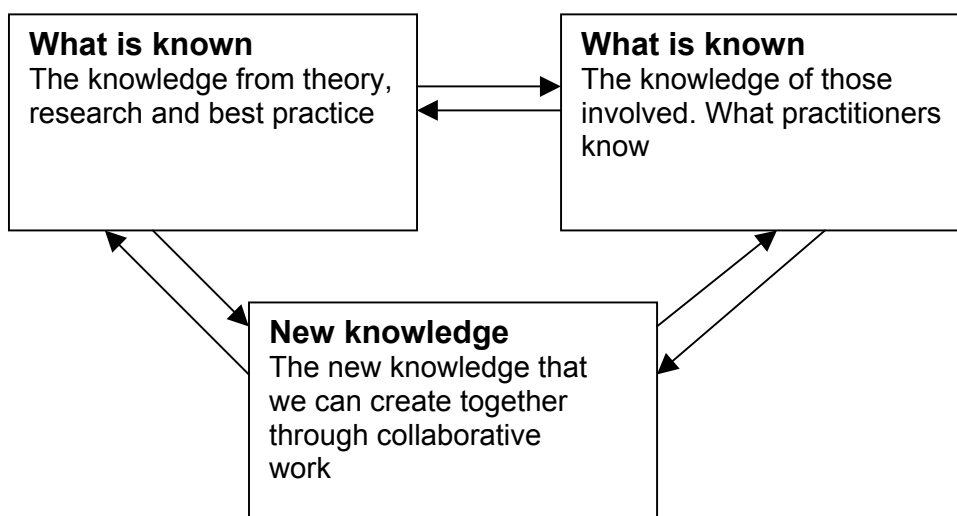 What is known
The knowledge from theory,
research and best practice
What is known
The knowledge of those
involved. What practitioners
know
New knowledge
The new knowledge that
we can create together
through collaborative
work